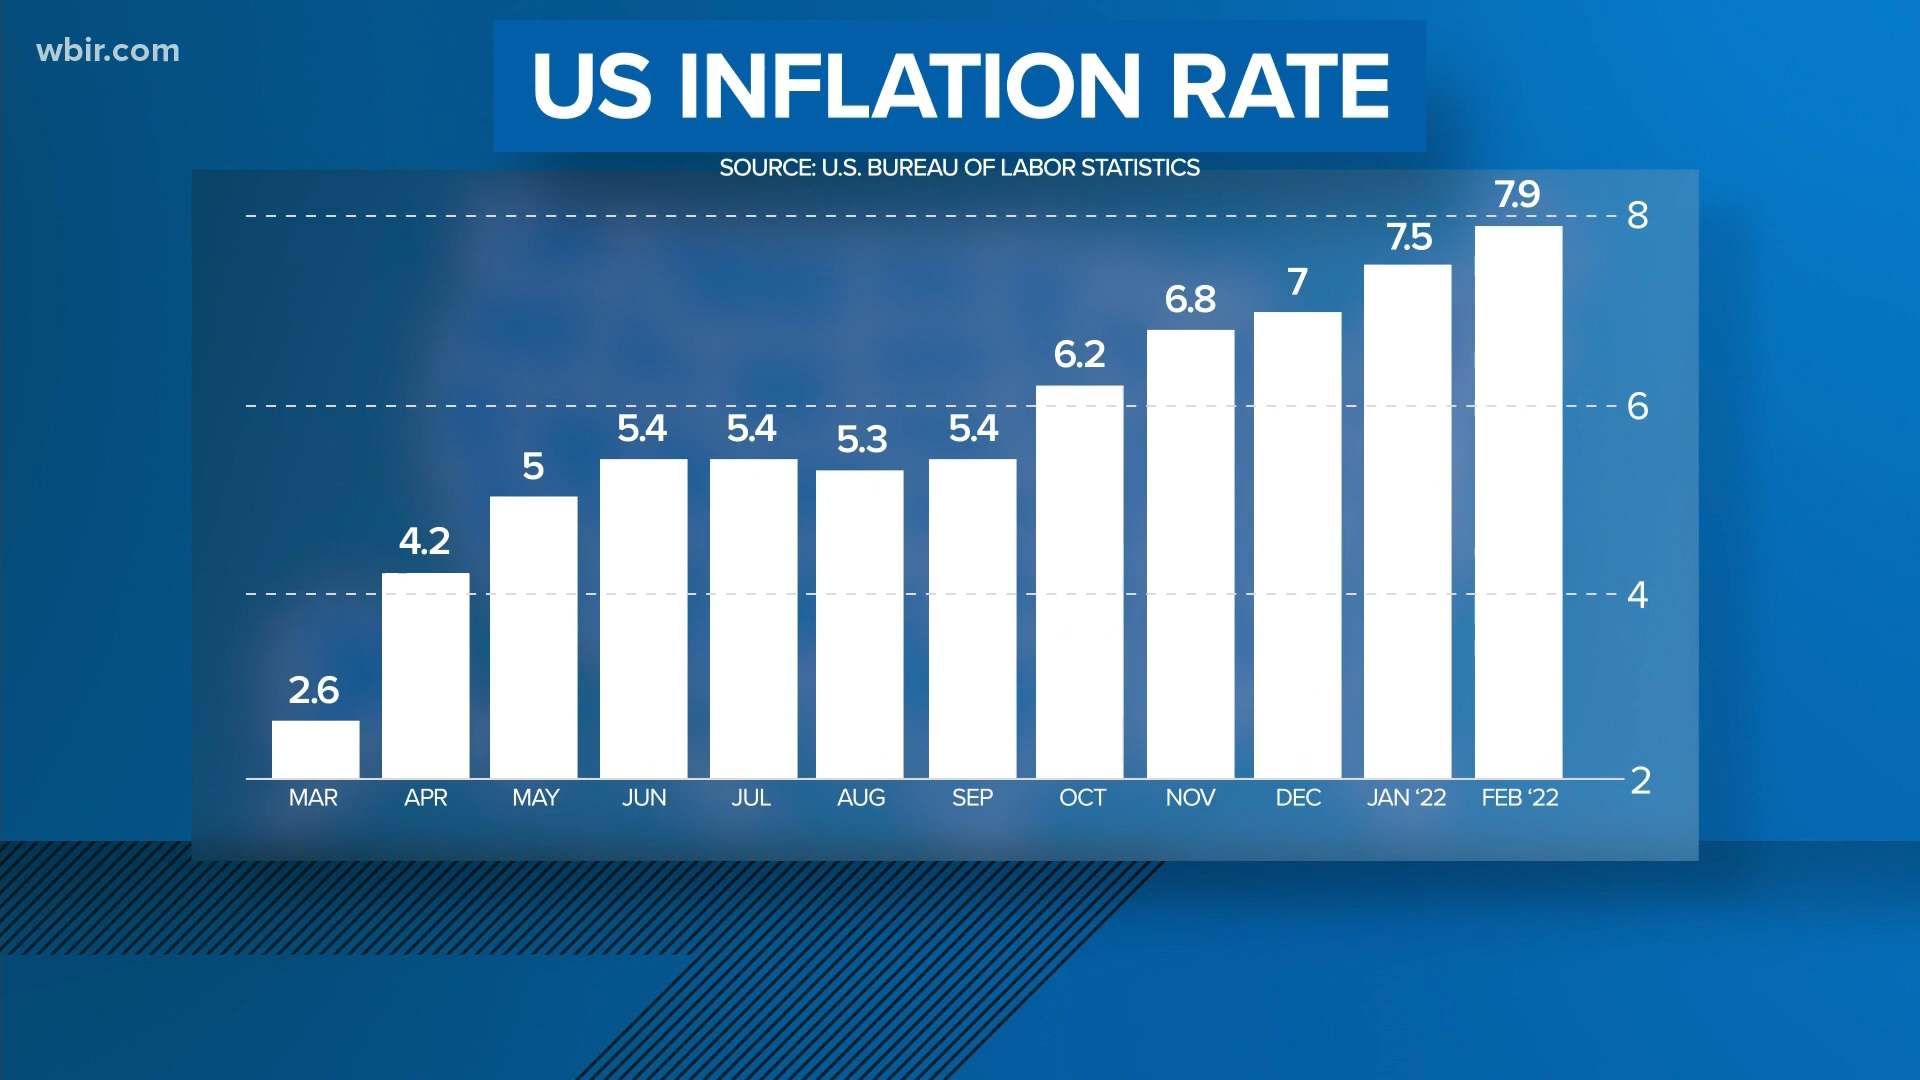 wbir.com
US INFLATION RATE
SOURCE: U.S. BUREAU OF LABOR STATISTICS
2.6 4.2 5 5.4 5.4 5.3 5.4 6.2 6.8 7 7.5 7.9
8
6
4
2
MAR APR MAY JUN JUL AUG SEP OCT NOV DEC JAN ‘22 FEB ‘22